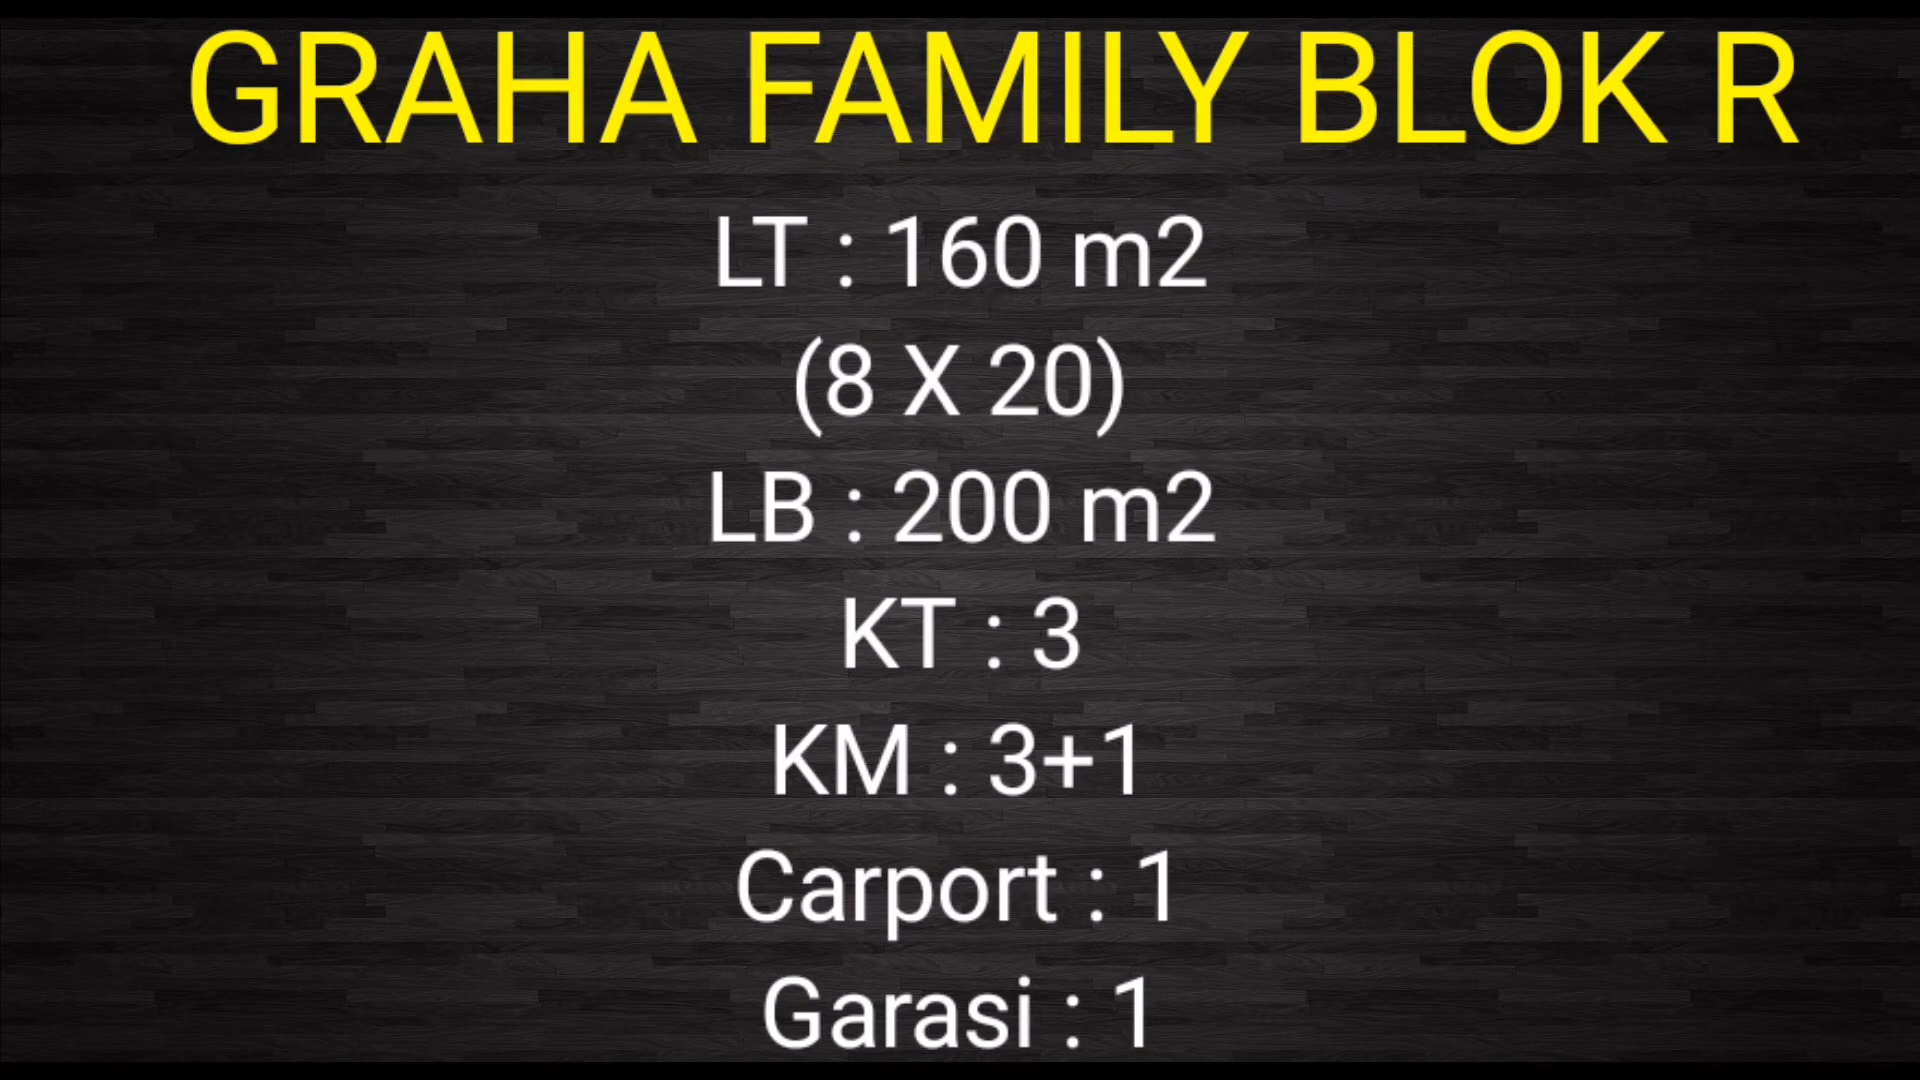 GRAHA FAMILY BLOK R
LT : 160 m2
(8 X 20)
LB : 200 m2
KT : 3
KM : 3+1
Carport : 1
Garasi : 1